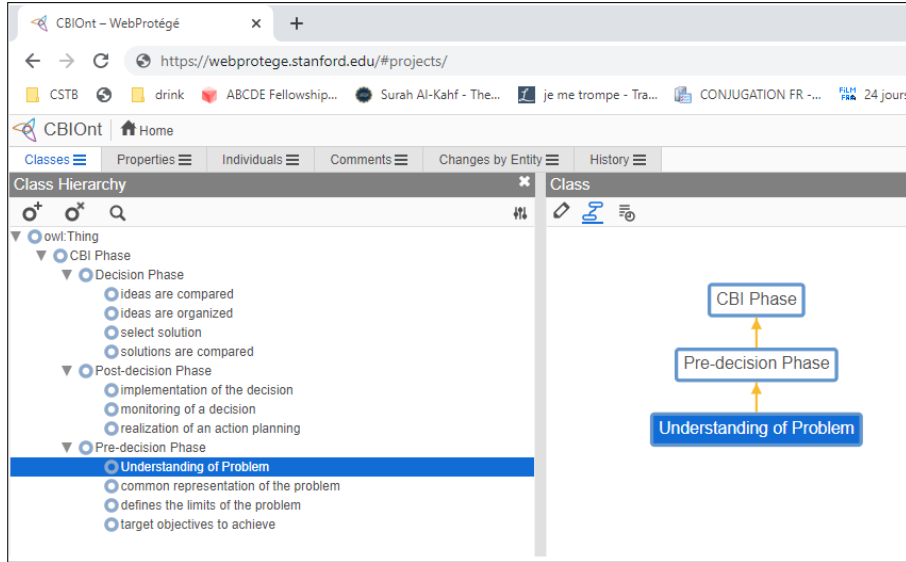 CBIOnt – WebProtégé × +
https://webprotege.stanford.edu/#projects/
CSTB drink ABCDE Fellowship... Surah Al-Kahf - The... je me trompe - Tra... CONJUGATION FR -... FILM FRA 24 jours
CBIOnt Home
Classes Properties Individuals Comments Changes by Entity History
Class Hierarchy Class
owl:Thing
CBI Phase
Decision Phase
ideas are compared
ideas are organized
select solution
solutions are compared
Post-decision Phase
implementation of the decision
monitoring of a decision
realization of an action planning
Pre-decision Phase
Understanding of Problem
common representation of the problem
defines the limits of the problem
target objectives to achieve
CBI Phase
Pre-decision Phase
Understanding of Problem